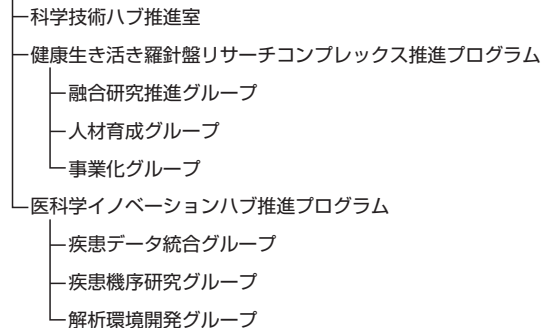 科学技術ハブ推進室
健康生き活き羅針盤リサーチコンプレックス推進プログラム
融合研究推進グループ
人材育成グループ
事業化グループ
医科学イノベーションハブ推進プログラム
疾患データ統合グループ
疾患機序研究グループ
解析環境開発グループ